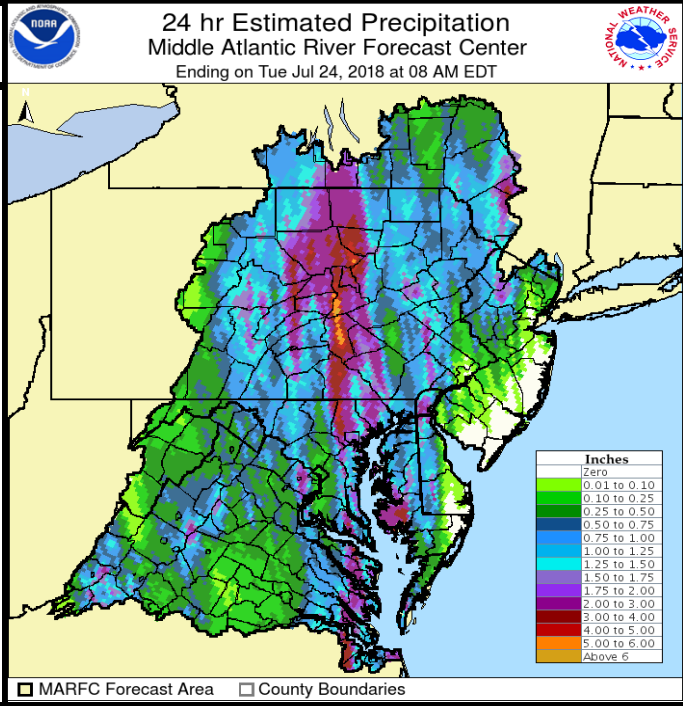 24 hr Estimated Precipitation
Middle Atlantic River Forecast Center
Ending on Tue Jul 24, 2018 at 08 AM EDT
NOAA
NATIONAL WEATHER SERVICE
N
Inches
Zero
0.01 to 0.10
0.10 to 0.25
0.25 to 0.50
0.50 to 0.75
0.75 to 1.00
1.00 to 1.25
1.25 to 1.50
1.50 to 1.75
1.75 to 2.00
2.00 to 3.00
3.00 to 4.00
4.00 to 5.00
5.00 to 6.00
Above 6
MARFC Forecast Area
County Boundaries